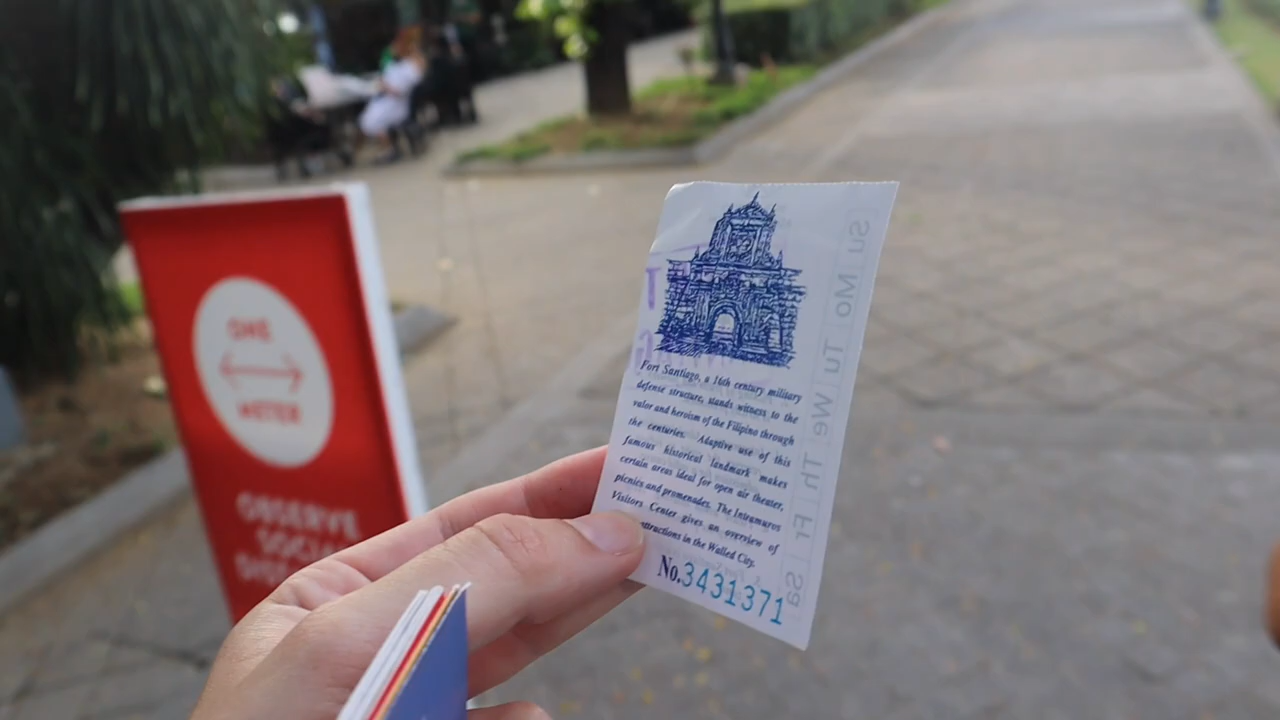 ONE
METER
OBSERVE
SOCIAL
Fort Santiago, a 16th century military
defense structure, stands witness to the
valor and heroism of the Filipino through
the centuries. Adaptive use of this
famous historical landmark makes
certain areas ideal for open air theater,
picnics and promenades. The Intramuros
Visitors Center gives an overview of
attractions in the Walled City.
No.3431371
Su Mo Tu We Th Fr Sa